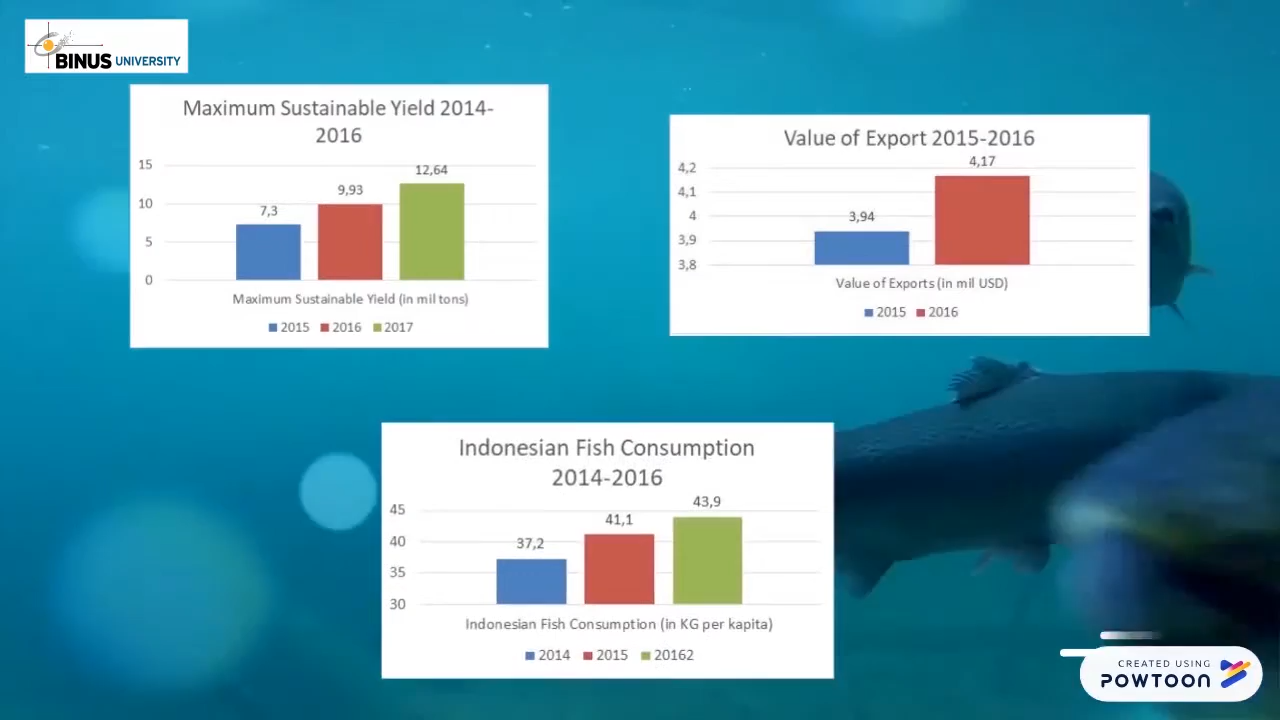 BINUS UNIVERSITY
Maximum Sustainable Yield 2014-
2016
15
10
5
0
7,3
9,93
12,64
Maximum Sustainable Yield (in mil tons)
2015 2016 2017
Value of Export 2015-2016
4,2
4,1
4
3,9
3,8
3,94
4,17
Value of Exports (in mil USD)
2015 2016
Indonesian Fish Consumption
2014-2016
45
40
35
30
37,2
41,1
43,9
Indonesian Fish Consumption (in KG per kapita)
2014 2015 20162
CREATED USING
POWTOON